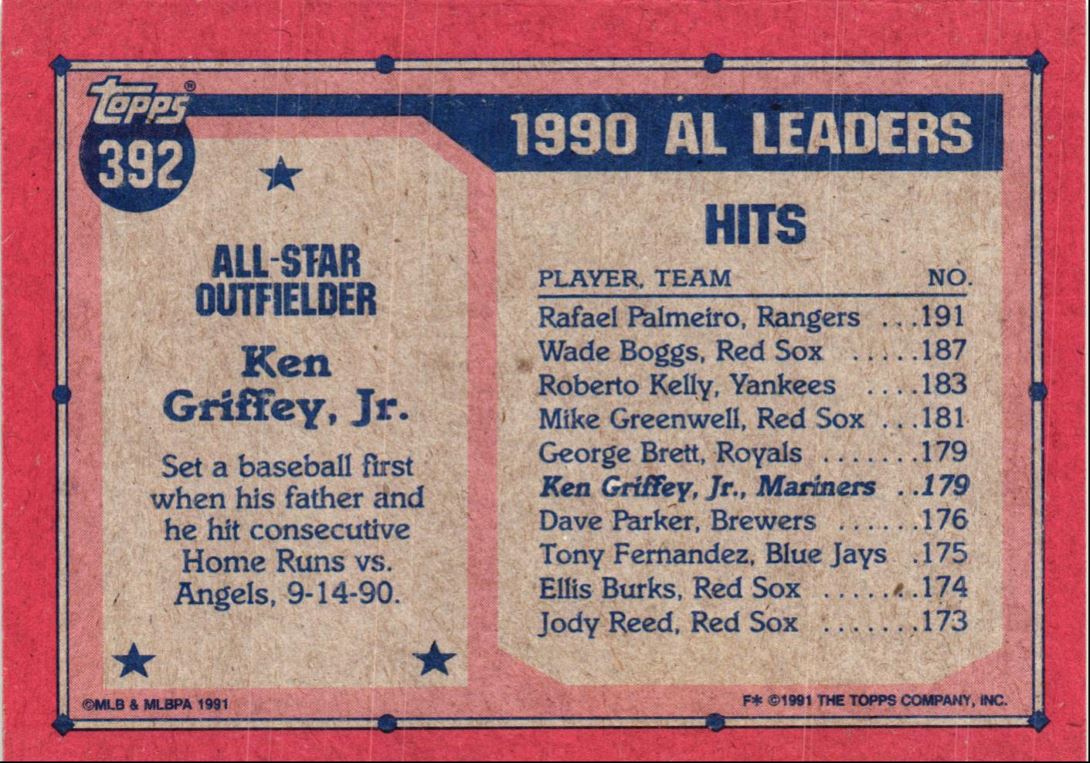 Topps®
392
ALL-STAR
OUTFIELDER
Ken
Griffey, Jr.
Set a baseball first
when his father and
he hit consecutive
Home Runs vs.
Angels, 9-14-90.
©MLB & MLBPA 1991
1990 AL LEADERS
HITS
PLAYER, TEAM NO.
Rafael Palmeiro, Rangers ...191
Wade Boggs, Red Sox .....187
Roberto Kelly, Yankees ....183
Mike Greenwell, Red Sox ...181
George Brett, Royals .......179
Ken Griffey, Jr., Mariners ..179
Dave Parker, Brewers ......176
Tony Fernandez, Blue Jays .175
Ellis Burks, Red Sox .......174
Jody Reed, Red Sox .......173
F* ©1991 THE TOPPS COMPANY, INC.